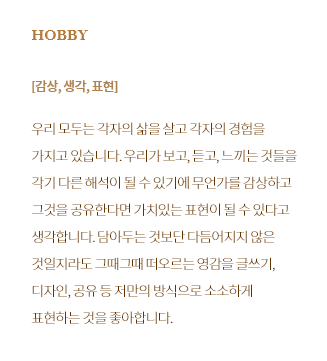 HOBBY
[감상, 생각, 표현]
우리 모두는 각자의 삶을 살고 각자의 경험을
가지고 있습니다. 우리가 보고, 듣고, 느끼는 것들을
각기 다른 해석이 될 수 있기에 무언가를 감상하고
그것을 공유한다면 가치있는 표현이 될 수 있다고
생각합니다. 담아두는 것보단 다듬어지지 않은
것일지라도 그때그때 떠오르는 영감을 글쓰기,
디자인, 공유 등 저만의 방식으로 소소하게
표현하는 것을 좋아합니다.